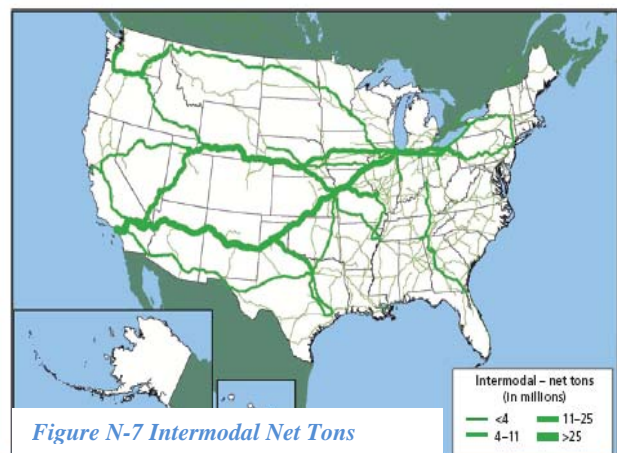 Intermodal – net tons
(in millions)
<4 11–25
4–11 >25
Figure N-7 Intermodal Net Tons